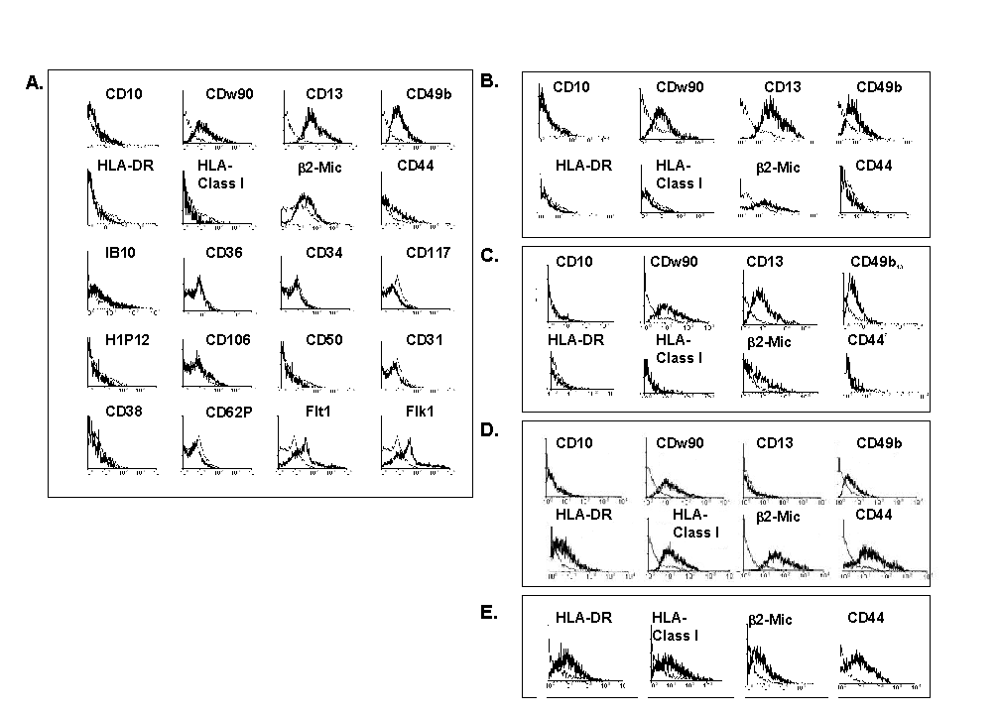 A.
CD10 CDw90 CD13 CD49b
HLA-DR HLA-Class I β2-Mic CD44
IB10 CD36 CD34 CD117
H1P12 CD106 CD50 CD31
CD38 CD62P Flt1 Flk1
B.
CD10 CDw90 CD13 CD49b
HLA-DR HLA-Class I β2-Mic CD44
C.
CD10 CDw90 CD13 CD49b
HLA-DR HLA-Class I β2-Mic CD44
D.
CD10 CDw90 CD13 CD49b
HLA-DR HLA-Class I β2-Mic CD44
E.
HLA-DR HLA-Class I β2-Mic CD44